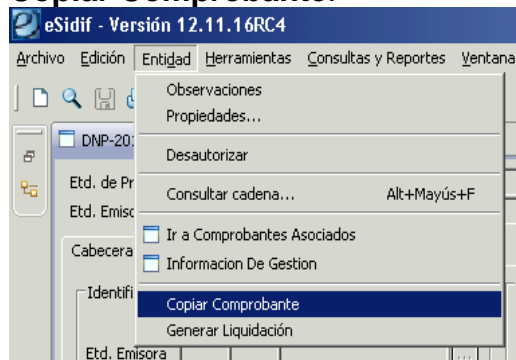 Copiar Comprobante.
eSidif - Versión 12.11.16RC4
Archivo Edición Entidad Herramientas Consultas y Reportes Ventana
Observaciones
Propiedades...
DNP-201
Desautorizar
Etd. de Pr
Consultar cadena... Alt+Mayús+F
Etd. Emiso
Ir a Comprobantes Asociados
Cabecera
Informacion De Gestion
Identifi
Copiar Comprobante
Generar Liquidación
Etd. Emisora